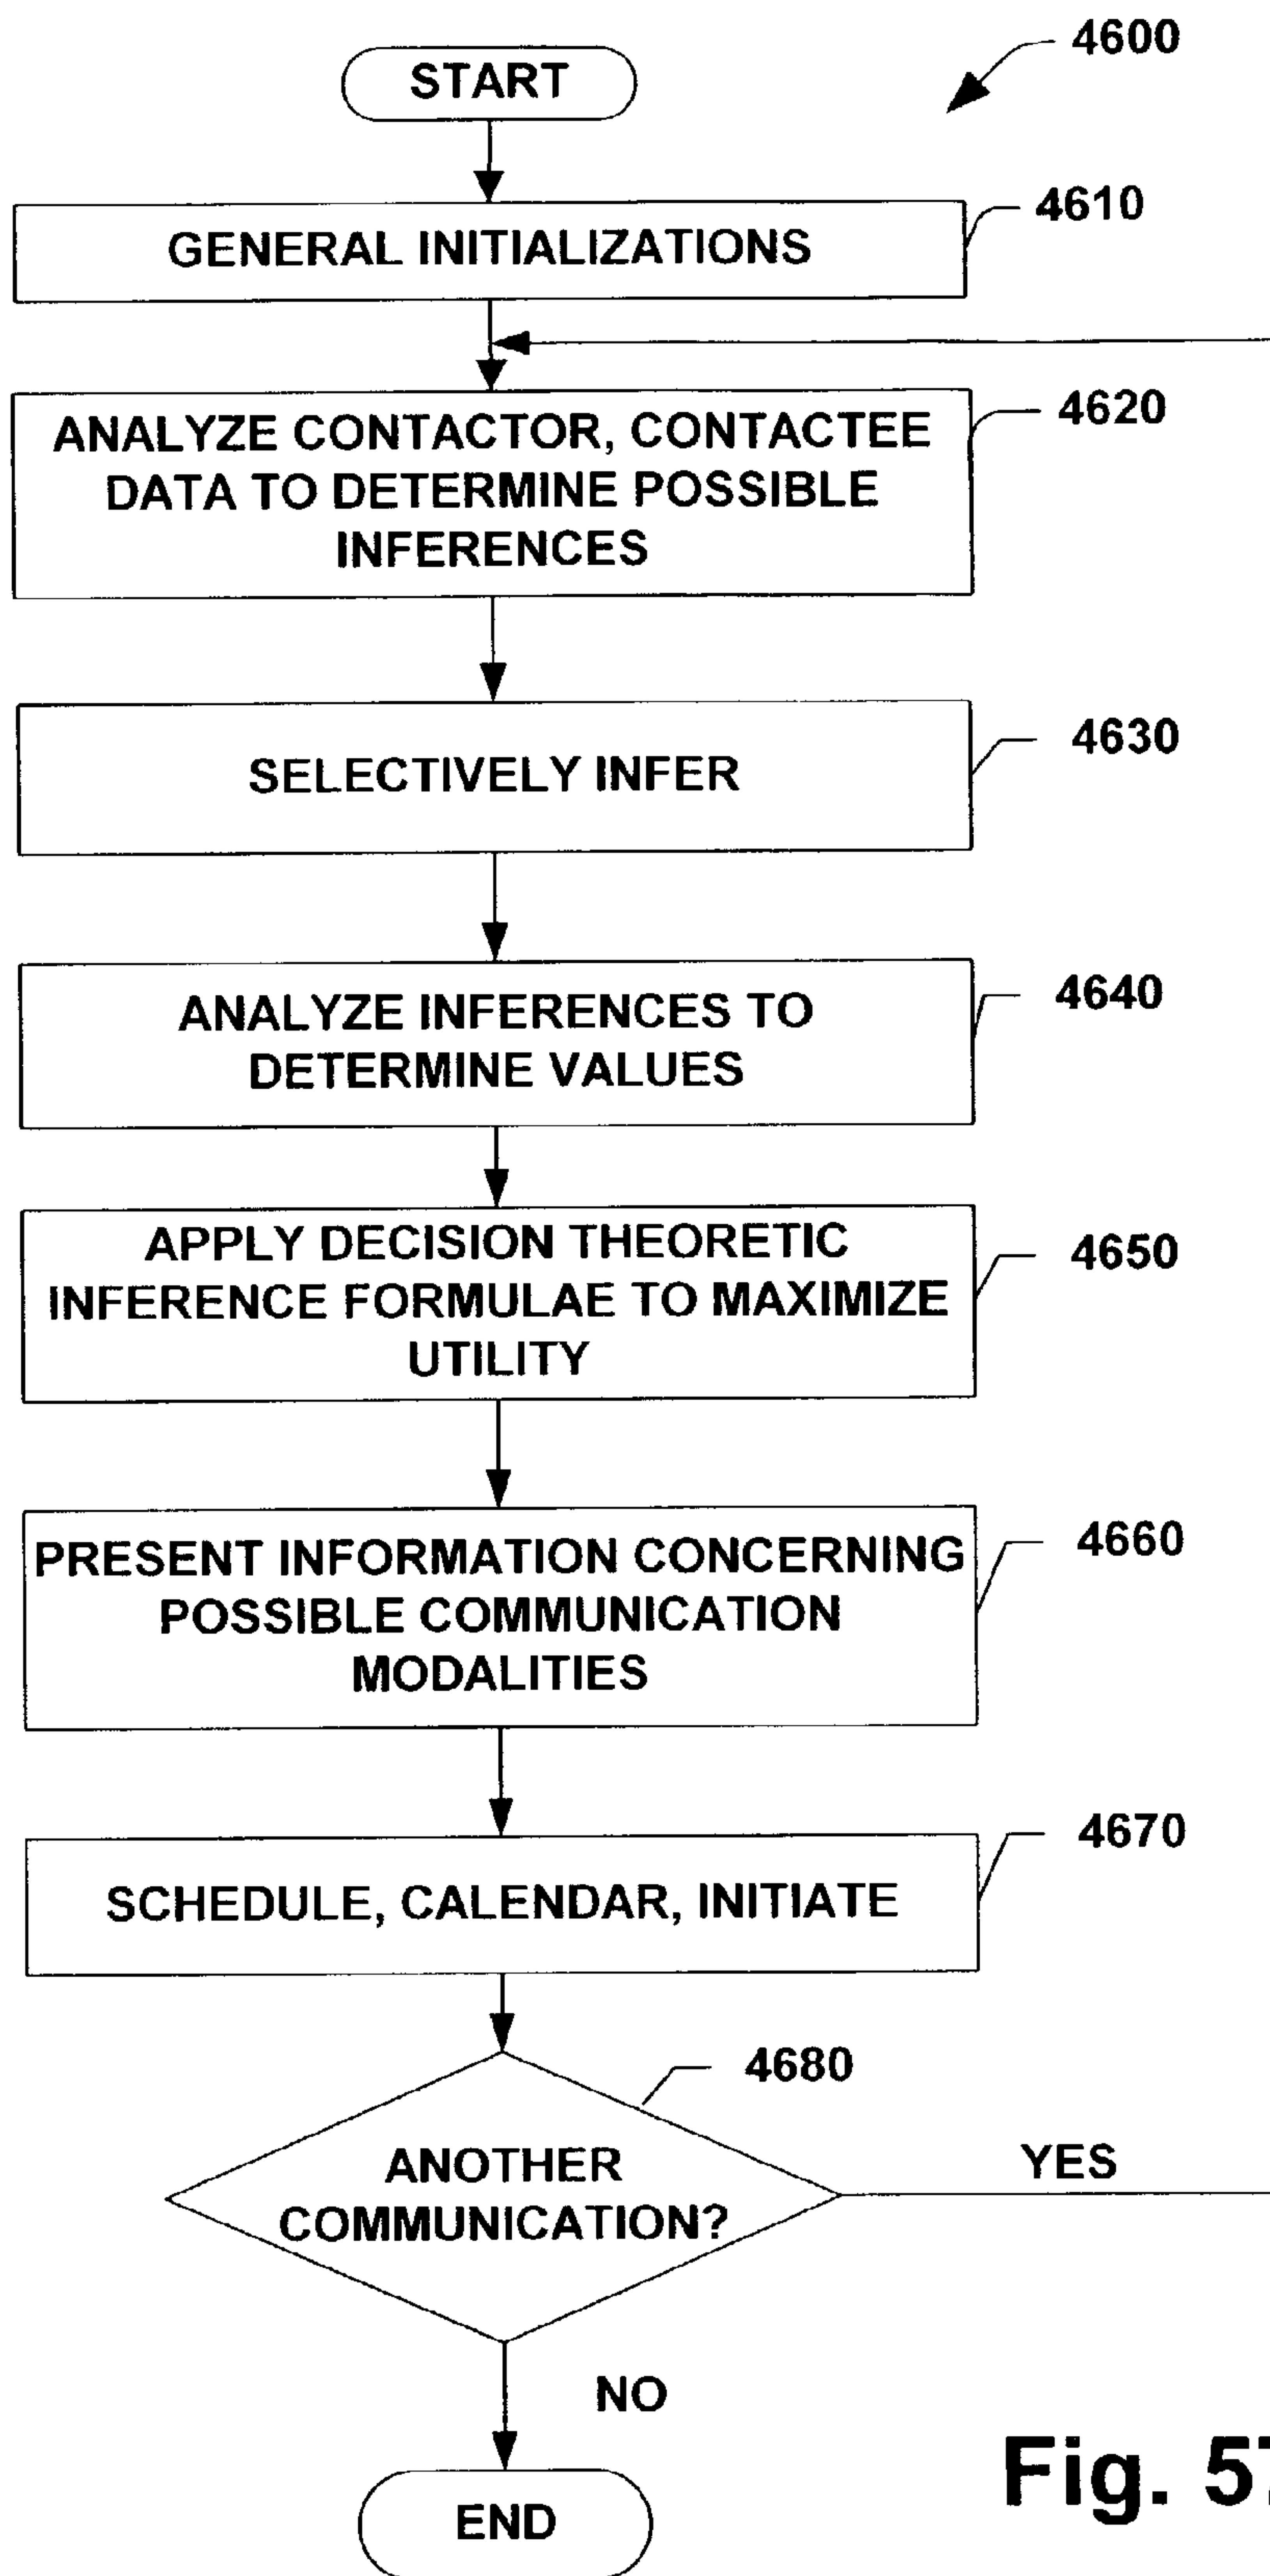 4600
START
4610
GENERAL INITIALIZATIONS
4620
ANALYZE CONTACTOR, CONTACTEE
DATA TO DETERMINE POSSIBLE
INFERENCES
4630
SELECTIVELY INFER
4640
ANALYZE INFERENCES TO
DETERMINE VALUES
4650
APPLY DECISION THEORETIC
INFERENCE FORMULAE TO MAXIMIZE
UTILITY
4660
PRESENT INFORMATION CONCERNING
POSSIBLE COMMUNICATION
MODALITIES
4670
SCHEDULE, CALENDAR, INITIATE
4680
ANOTHER
COMMUNICATION?
YES
NO
END
Fig. 57